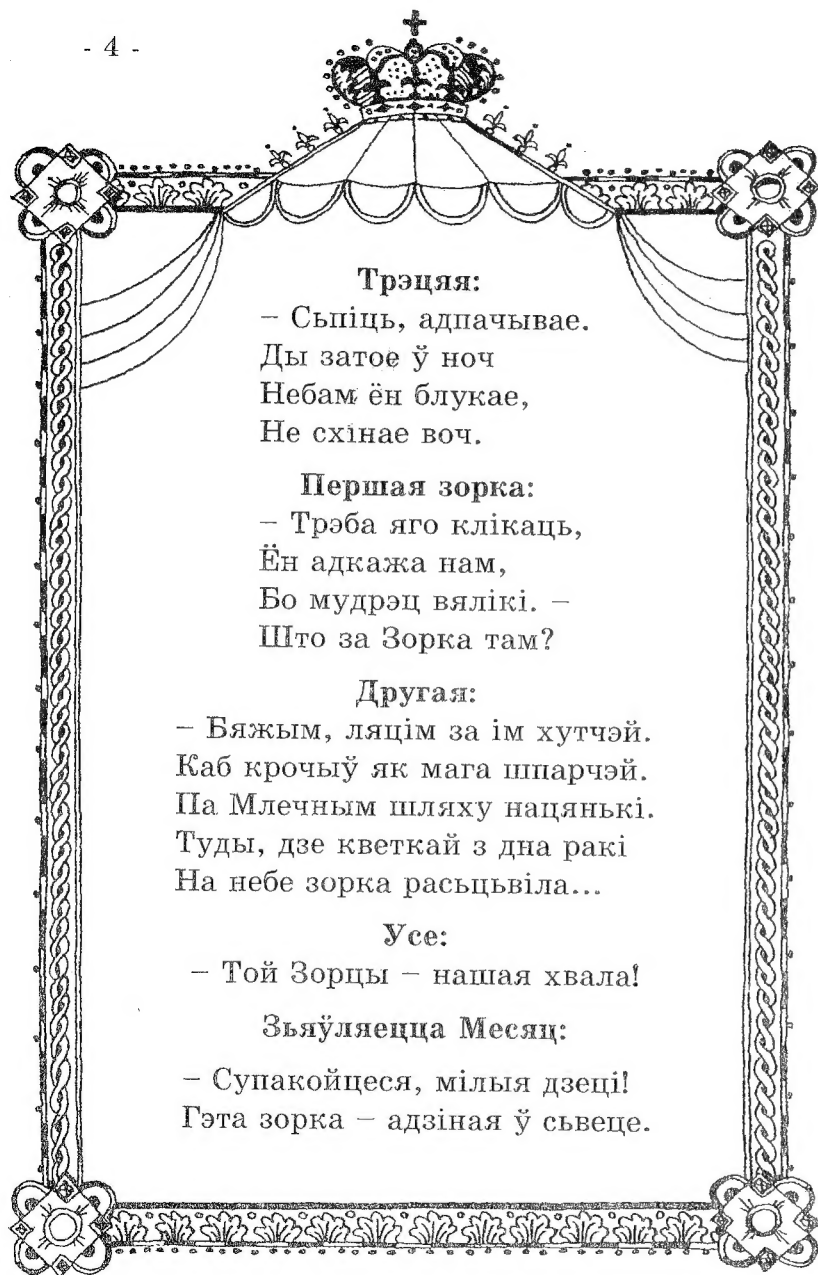 - 4 -
Трэцяя:
– Сьпіць, адпачывае.
Ды затое ў ноч
Небам ён блукае,
Не схінае воч.
Першая зорка:
– Трэба яго клікаць,
Ён адкажа нам,
Бо мудрэц вялікі. –
Што за Зорка там?
Другая:
– Бяжым, ляцім за ім хутчэй.
Каб крочыў як мага шпарчэй.
Па Млечным шляху нацянькі.
Туды, дзе кветкай з дна ракі
На небе зорка расьцьвіла...
Усе:
– Той Зорцы – нашая хвала!
Зьяўляецца Месяц:
– Супакойцеся, мілыя дзеці!
Гэта зорка – адзіная ў сьвеце.